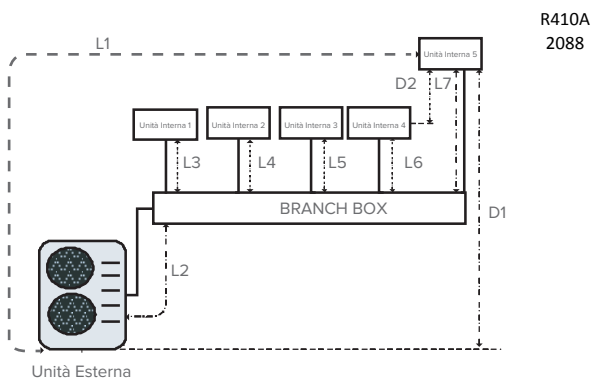 R410A
2088
L1
Unità Interna 5
D2
L7
Unità Interna 1
Unità Interna 2
Unità Interna 3
Unità Interna 4
L3
L4
L5
L6
BRANCH BOX
D1
L2
Unità Esterna